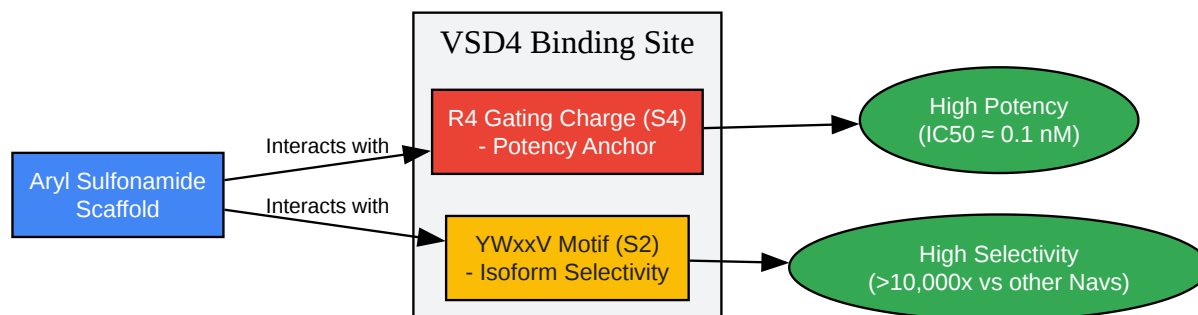 VSD4 Binding Site
R4 Gating Charge (S4)
- Potency Anchor
High Potency
(IC50 ≈ 0.1 nM)
Interacts with
Aryl Sulfonamide
Scaffold
Interacts with
YWxxV Motif (S2)
- Isoform Selectivity
High Selectivity
(>10,000x vs other Navs)